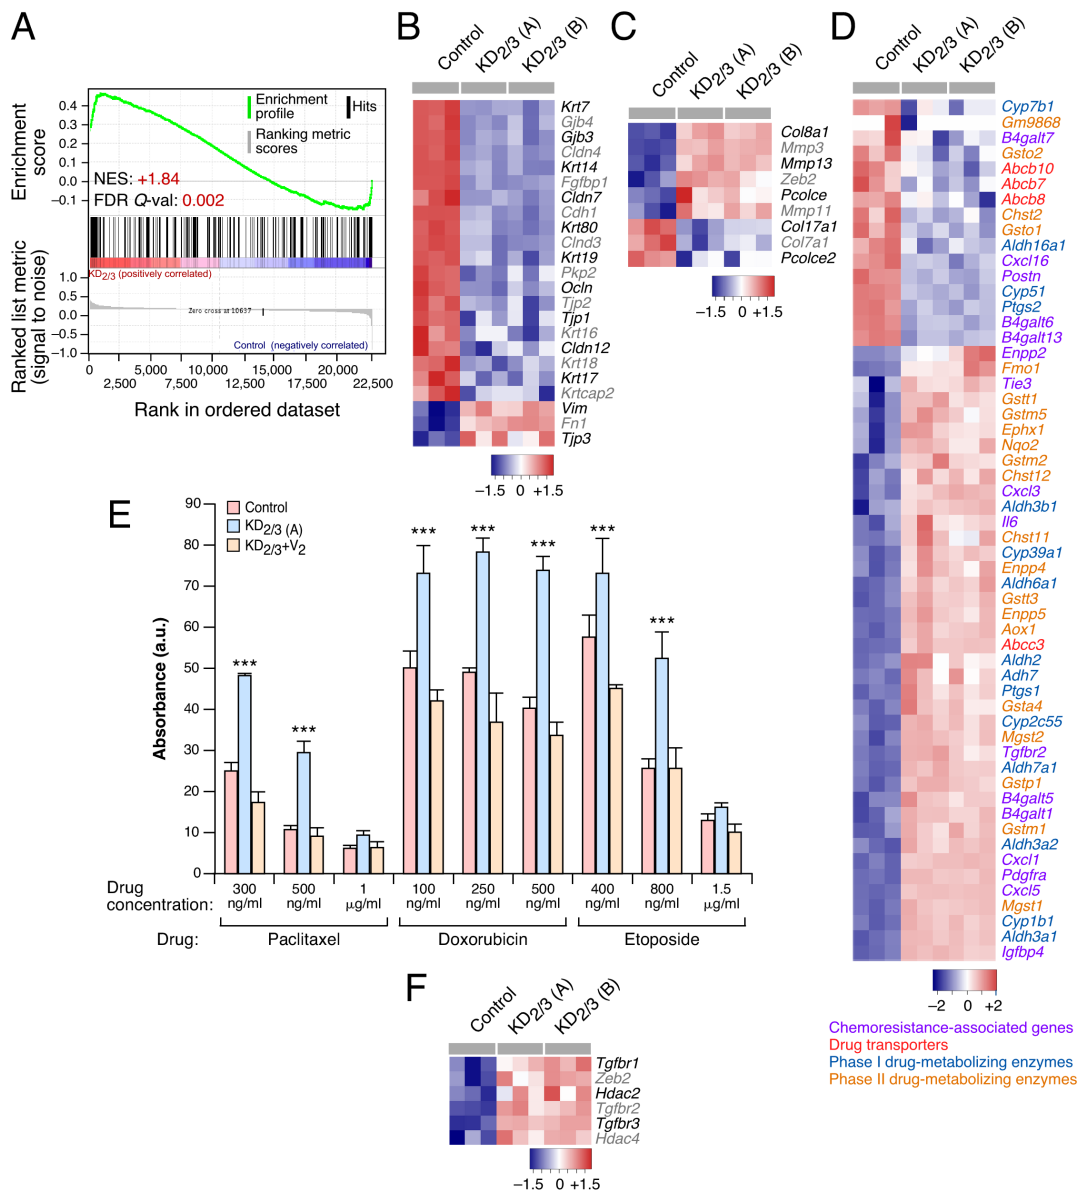 A
Enrichment score
0.4
0.3
0.2
0.1
0.0
−0.1
Enrichment profile
Hits
Ranking metric scores
NES: +1.84
FDR Q-val: 0.002
KD2/3 (positively correlated)
Ranked list metric (signal to noise)
1.0
0.5
0.0
−0.5
−1.0
Zero cross at 10637
Control (negatively correlated)
0 5,000 10,000 15,000 20,000
2,500 7,500 12,500 17,500 22,500
Rank in ordered dataset
B
Control
KD2/3 (A)
KD2/3 (B)
Krt7
Gjb4
Gjb3
Cldn4
Krt14
Fgfbp1
Cldn7
Cdh1
Krt80
Clnd3
Krt19
Pkp2
Ocln
Tjp2
Tjp1
Krt16
Cldn12
Krt18
Krt17
Krtcap2
Vim
Fn1
Tjp3
−1.5 0 +1.5
C
Control
KD2/3 (A)
KD2/3 (B)
Col8a1
Mmp3
Mmp13
Zeb2
Pcolce
Mmp11
Col17a1
Col7a1
Pcolce2
−1.5 0 +1.5
D
Control
KD2/3 (A)
KD2/3 (B)
Cyp7b1
Gm9868
B4galt7
Gsto2
Abcb10
Abcb7
Abcb8
Chst2
Gsto1
Aldh16a1
Cxcl16
Postn
Cyp51
Ptgs2
B4galt6
B4galt13
Enpp2
Fmo1
Tie3
Gstt1
Gstm5
Ephx1
Nqo2
Gstm2
Chst12
Cxcl3
Aldh3b1
Il6
Chst11
Cyp39a1
Enpp4
Aldh6a1
Gstt3
Enpp5
Aox1
Abcc3
Aldh2
Adh7
Ptgs1
Gsta4
Cyp2c55
Mgst2
Tgfbr2
Aldh7a1
Gstp1
B4galt5
B4galt1
Gstm1
Aldh3a2
Cxcl1
Pdgfra
Cxcl5
Mgst1
Cyp1b1
Aldh3a1
Igfbp4
−2 0 +2
Chemoresistance-associated genes
Drug transporters
Phase I drug-metabolizing enzymes
Phase II drug-metabolizing enzymes
E
Absorbance (a.u.)
90
80
70
60
50
40
30
20
10
0
Control
KD2/3 (A)
KD2/3+V2
***
***
***
***
***
***
***
Drug concentration:
300 ng/ml
500 ng/ml
1 µg/ml
100 ng/ml
250 ng/ml
500 ng/ml
400 ng/ml
800 ng/ml
1.5 µg/ml
Drug: Paclitaxel Doxorubicin Etoposide
F
Control
KD2/3 (A)
KD2/3 (B)
Tgfbr1
Zeb2
Hdac2
Tgfbr2
Tgfbr3
Hdac4
−1.5 0 +1.5